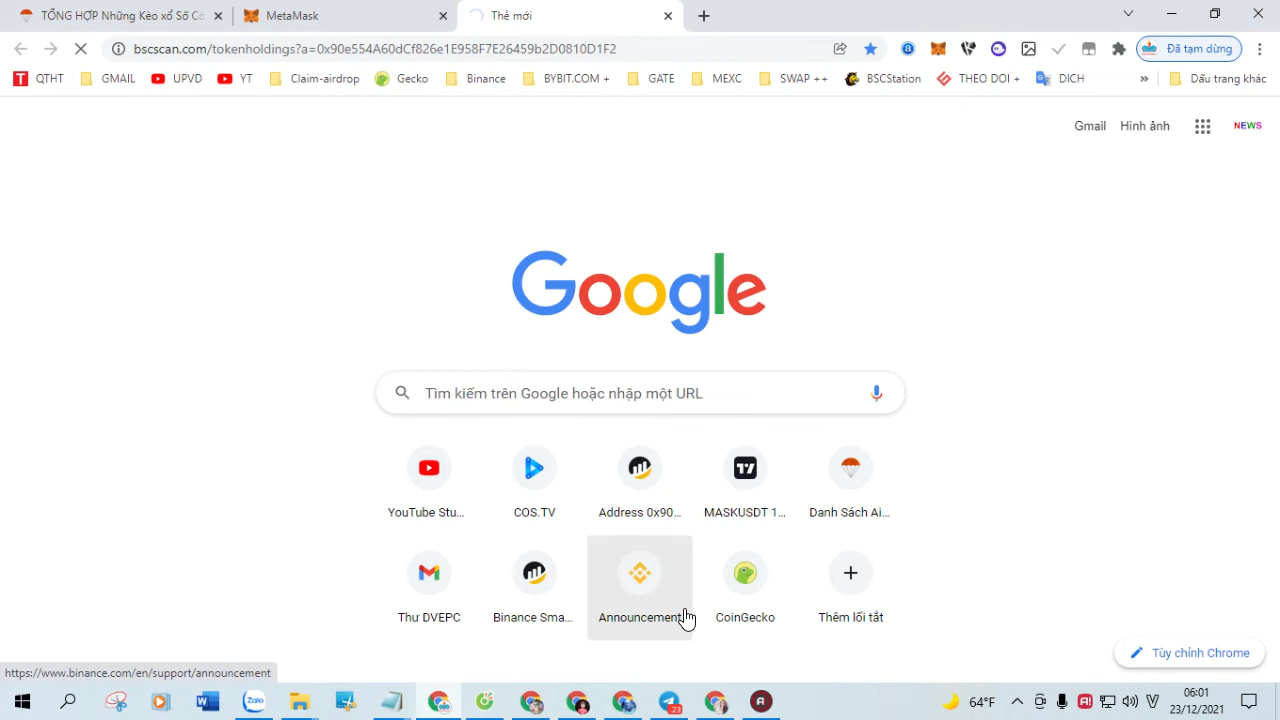 TỔNG HỢP Những Kèo xổ Số Cơ
MetaMask
Thẻ mới
bscscan.com/tokenholdings?a=0x90e554A60dCf826e1E958F7E26459b2D0810D1F2
Đã tạm dừng
QTHT
GMAIL
UPVD
YT
Claim-airdrop
Gecko
Binance
BYBIT.COM +
GATE
MEXC
SWAP ++
BSCStation
THEO DOI +
DICH
»
Dấu trang khác
Gmail
Hình ảnh
NEWS
Google
Tìm kiếm trên Google hoặc nhập một URL
YouTube Stu...
COS.TV
Address 0x90...
MASKUSDT 1...
Danh Sách Ai...
Thư DVEPC
Binance Sma...
Announcement
CoinGecko
Thêm lối tắt
Tùy chỉnh Chrome
https://www.binance.com/en/support/announcement
Zalo
23
64°F
06:01
23/12/2021